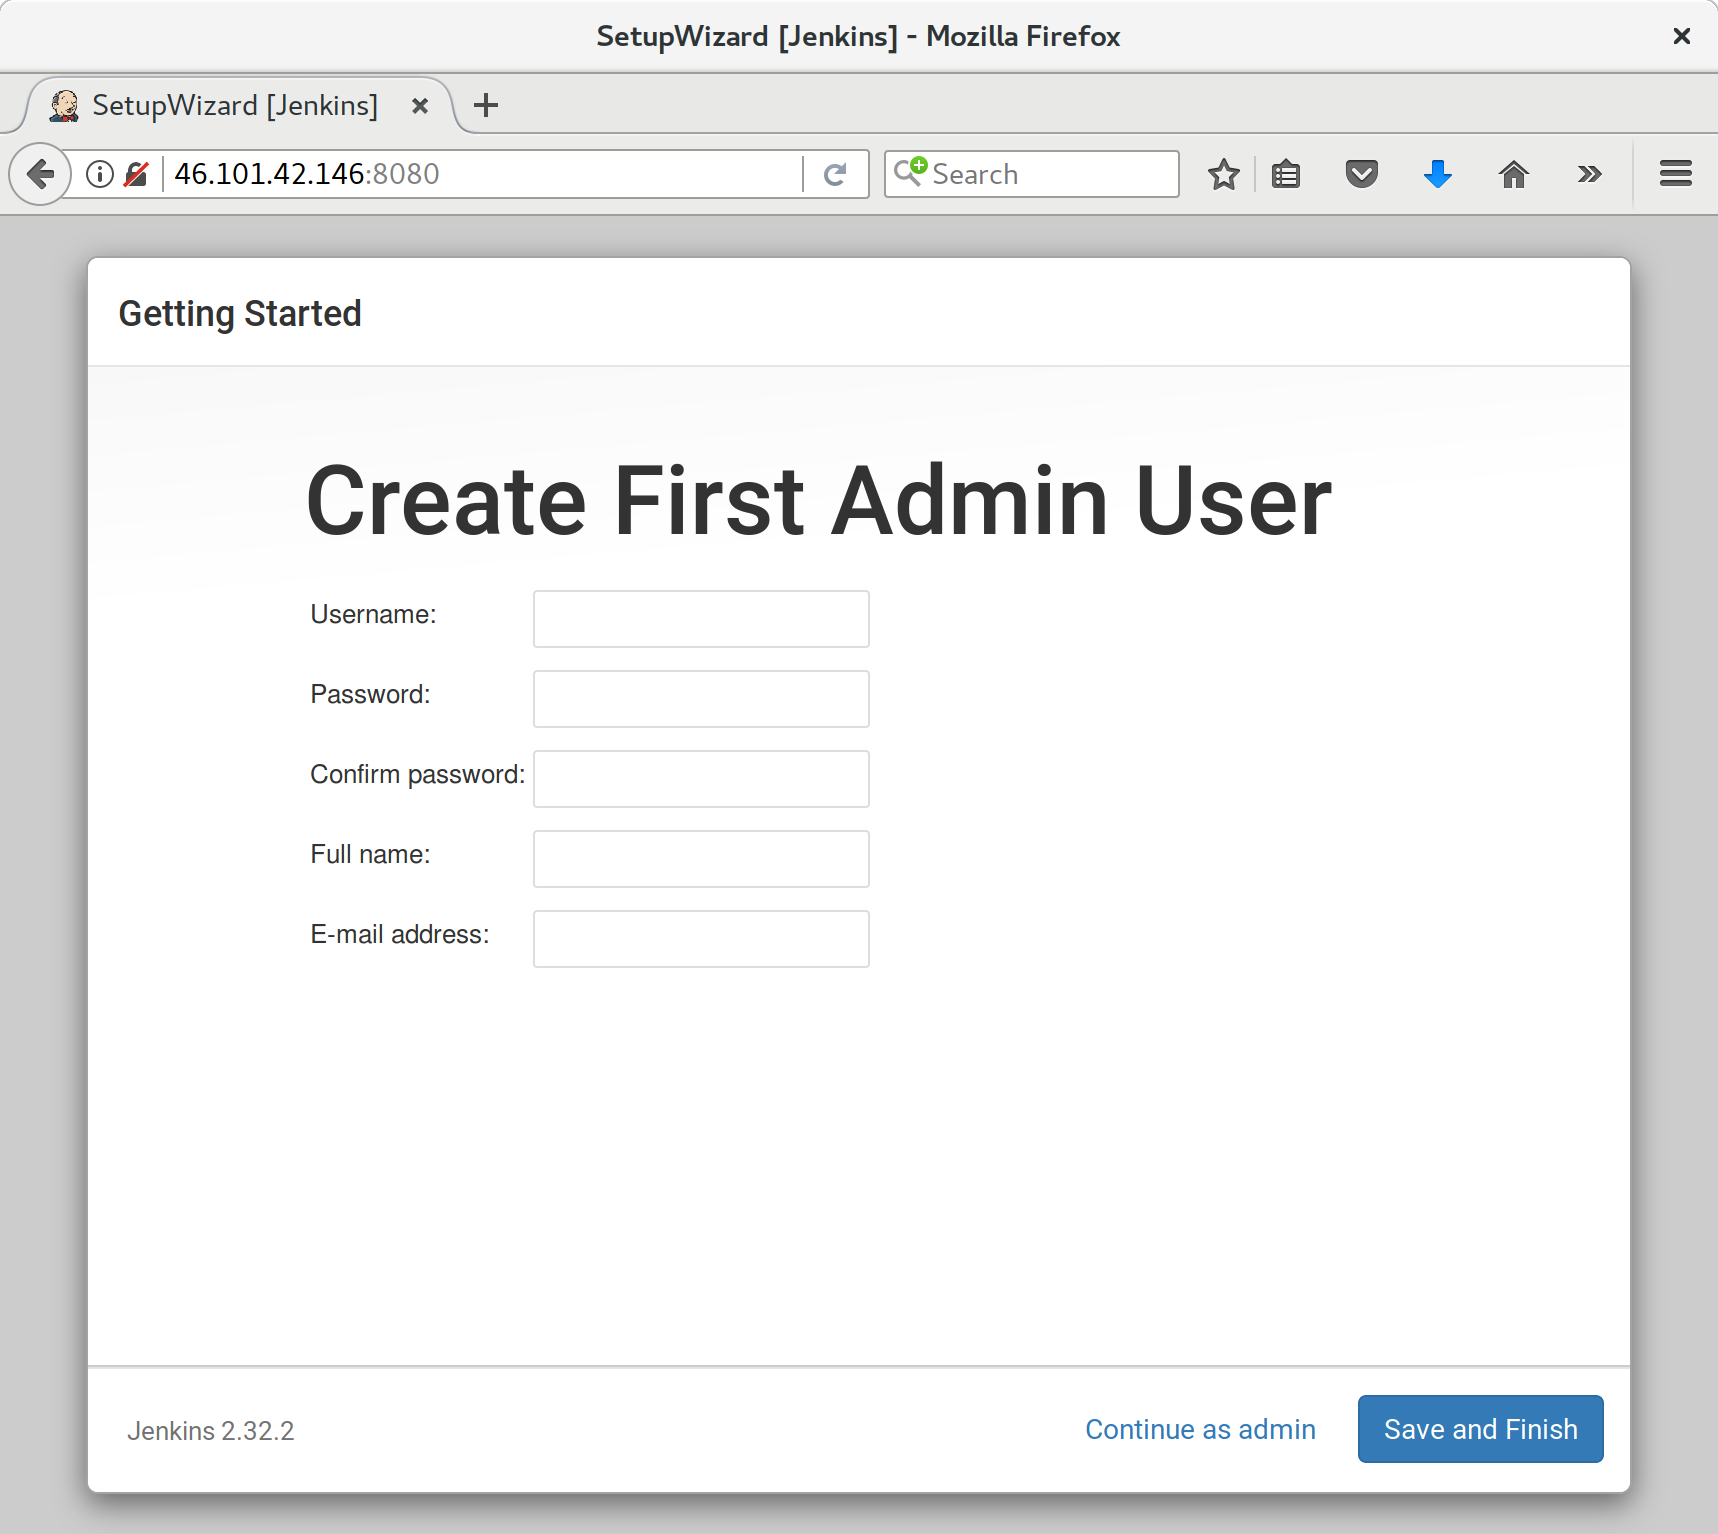 SetupWizard [Jenkins] - Mozilla Firefox
SetupWizard [Jenkins]
46.101.42.146:8080
Search
Getting Started
Create First Admin User
Username:
Password:
Confirm password:
Full name:
E-mail address:
Jenkins 2.32.2
Continue as admin
Save and Finish